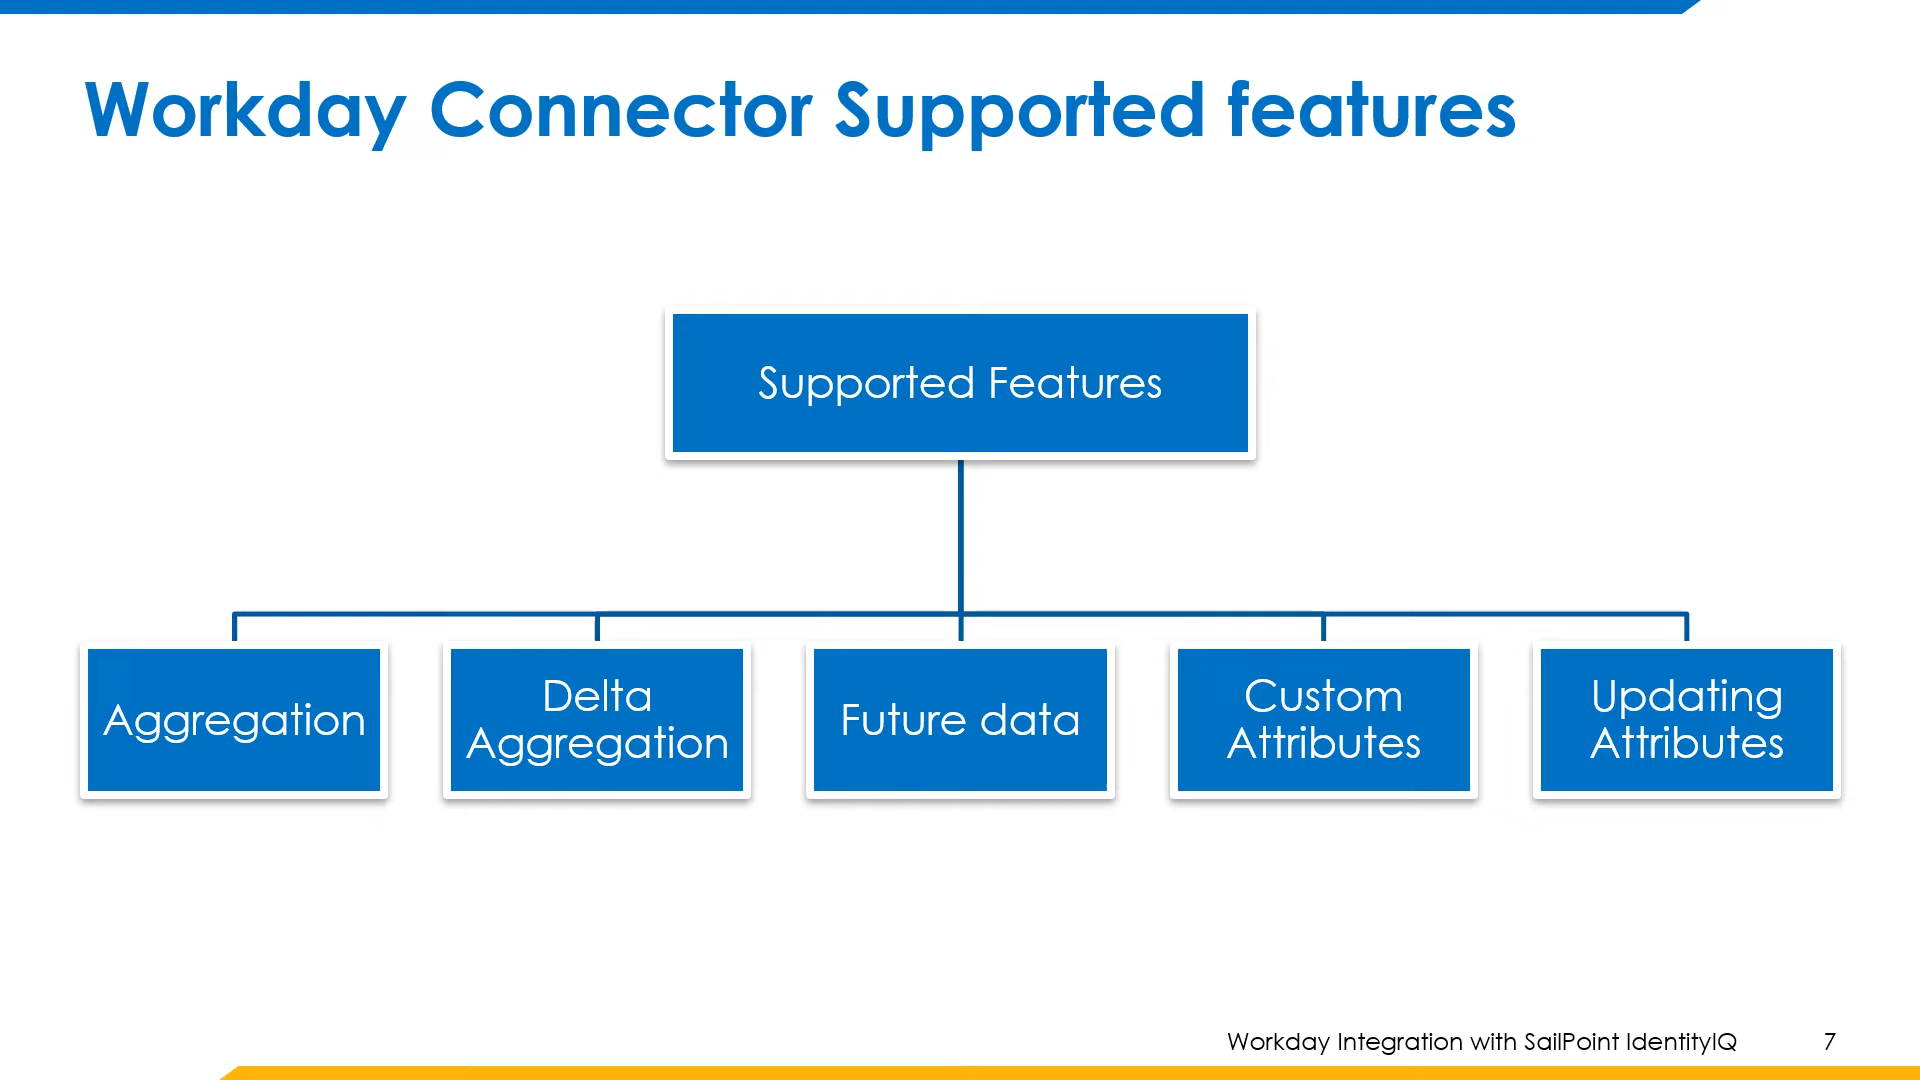 Workday Connector Supported features
Supported Features
Aggregation
Delta
Aggregation
Future data
Custom
Attributes
Updating
Attributes
Workday Integration with SailPoint IdentityIQ
7